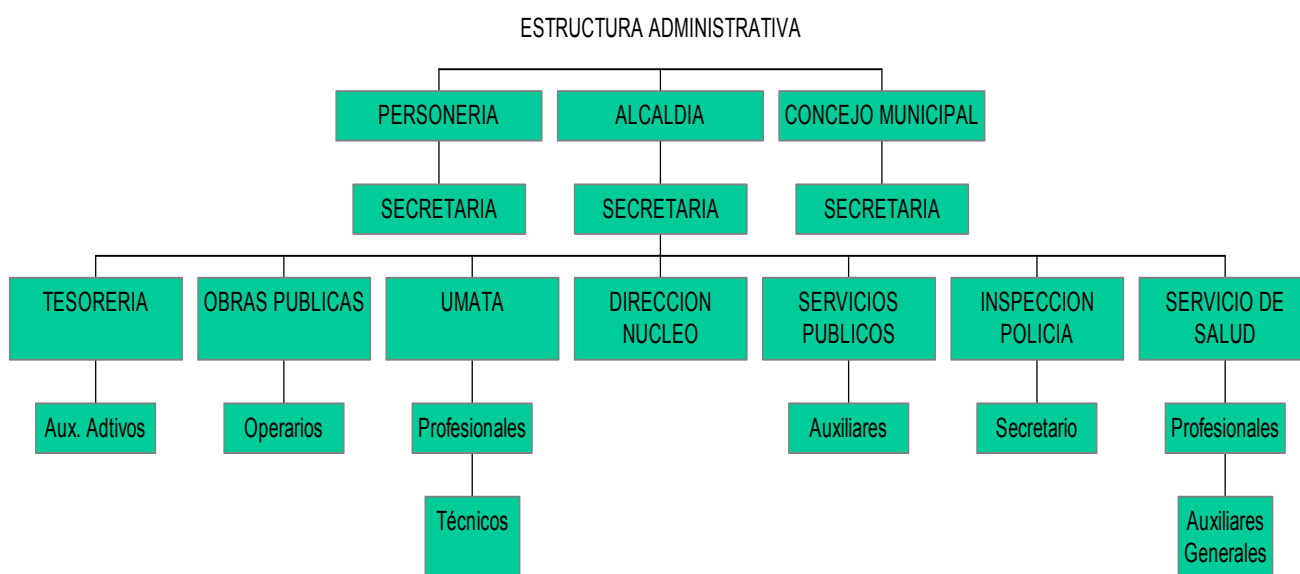 ESTRUCTURA ADMINISTRATIVA
PERSONERIA
ALCALDIA
CONCEJO MUNICIPAL
SECRETARIA
SECRETARIA
SECRETARIA
TESORERIA
OBRAS PUBLICAS
UMATA
DIRECCION
NUCLEO
SERVICIOS
PUBLICOS
INSPECCION
POLICIA
SERVICIO DE
SALUD
Aux. Adtivos
Operarios
Profesionales
Auxiliares
Secretario
Profesionales
Técnicos
Auxiliares
Generales